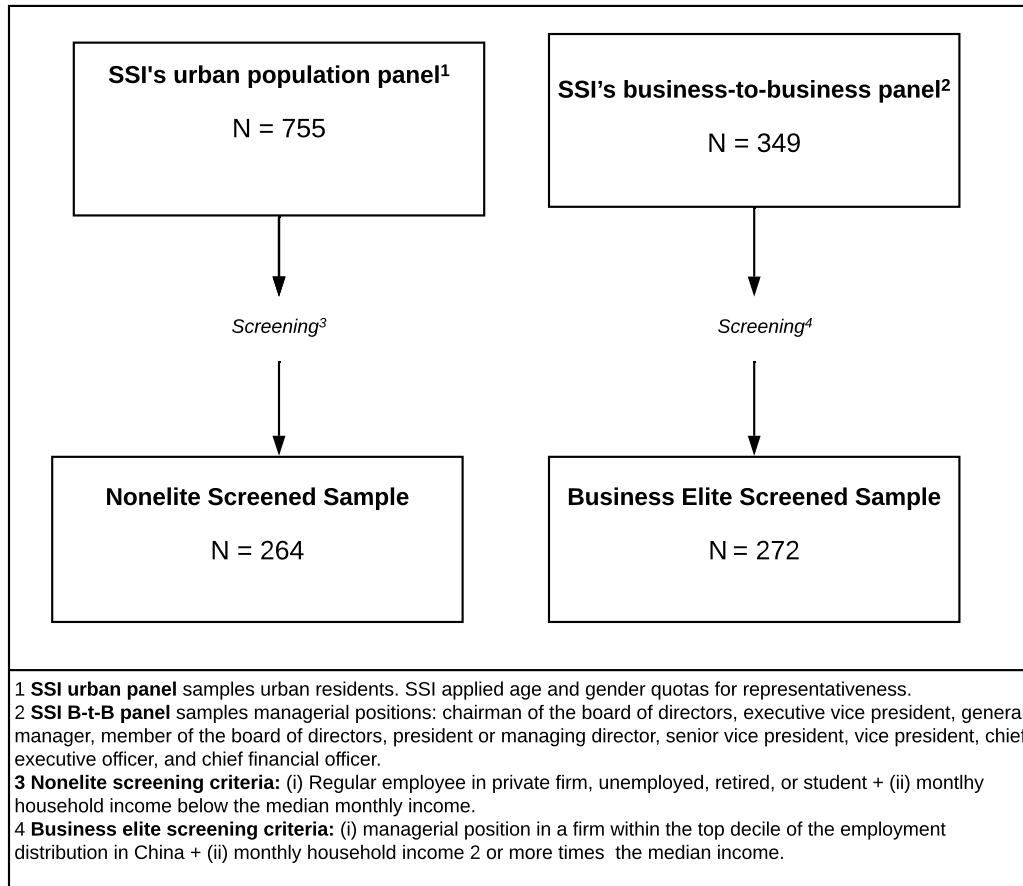 SSI's urban population panel¹
N = 755
SSI’s business-to-business panel²
N = 349
Screening³
Screening⁴
Nonelite Screened Sample
N = 264
Business Elite Screened Sample
N = 272
1 SSI urban panel samples urban residents. SSI applied age and gender quotas for representativeness.
2 SSI B-t-B panel samples managerial positions: chairman of the board of directors, executive vice president, genera
manager, member of the board of directors, president or managing director, senior vice president, vice president, chief
executive officer, and chief financial officer.
3 Nonelite screening criteria: (i) Regular employee in private firm, unemployed, retired, or student + (ii) montlhy
household income below the median monthly income.
4 Business elite screening criteria: (i) managerial position in a firm within the top decile of the employment
distribution in China + (ii) monthly household income 2 or more times  the median income.